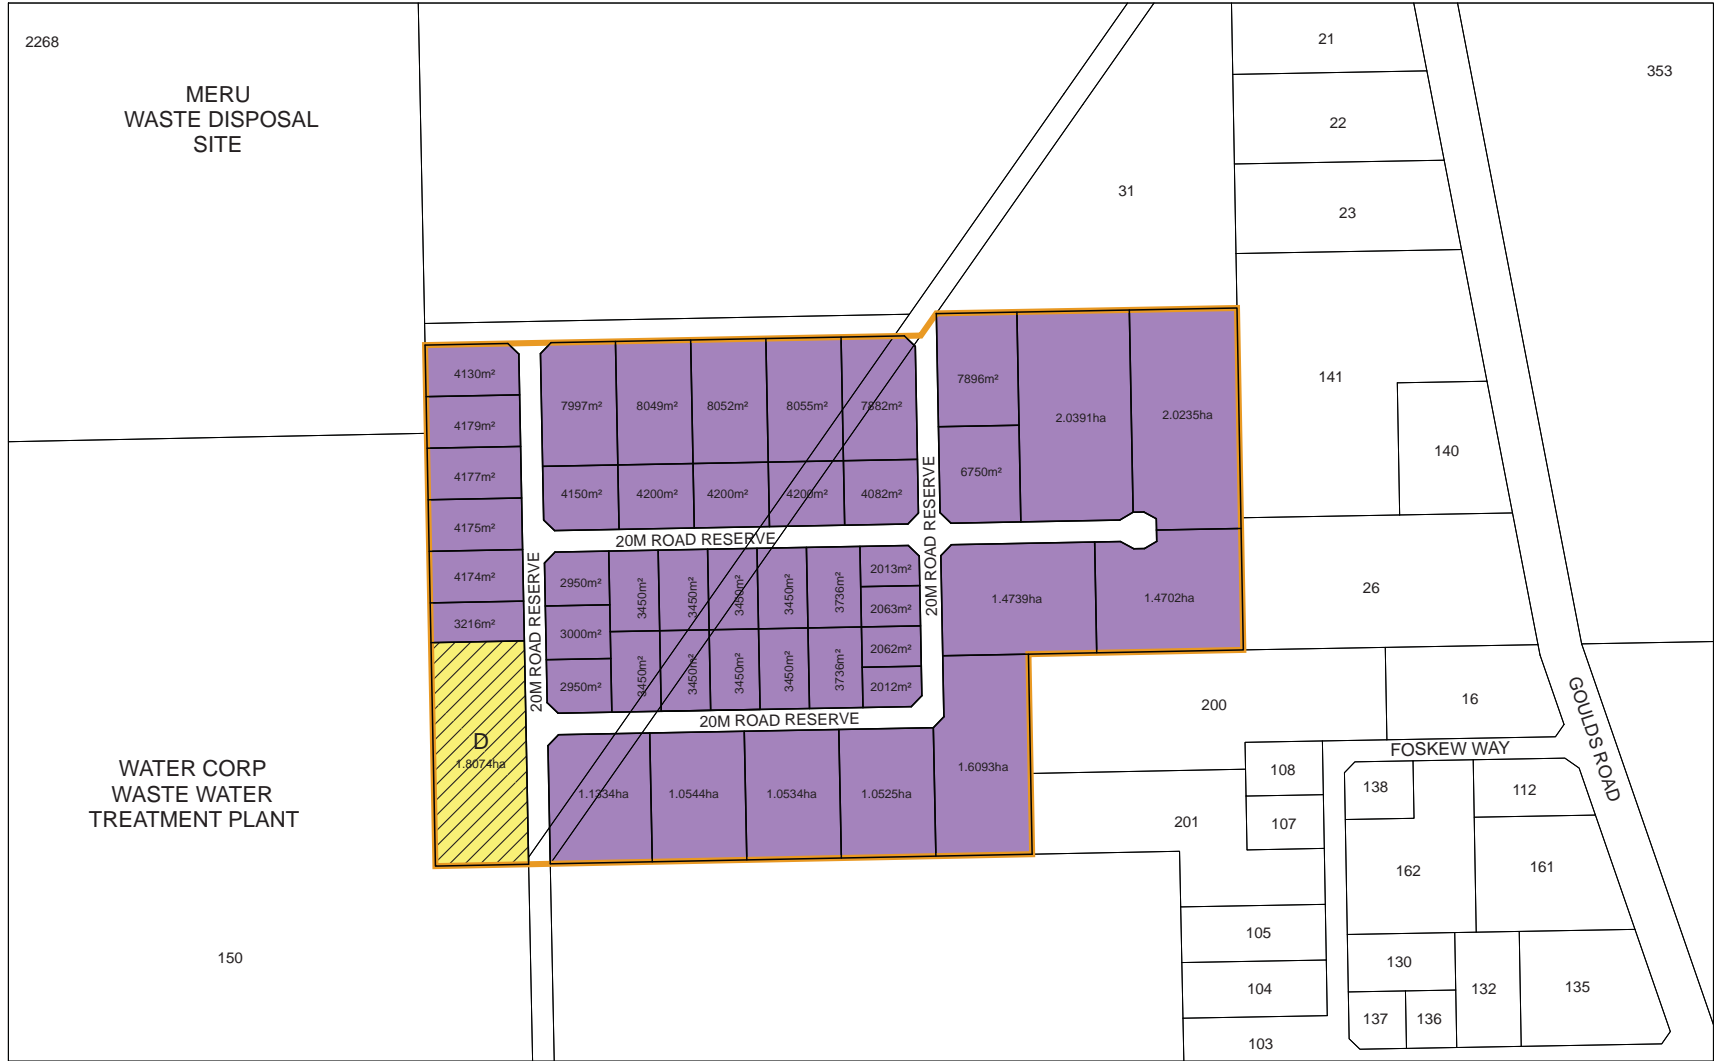 2268
MERU
WASTE DISPOSAL
SITE
21
353
22
31
23
4130m²
4179m²
4177m²
4175m²
4174m²
3216m²
7997m²
8049m²
8052m²
8055m²
7882m²
4150m²
4200m²
4200m²
4200m²
4082m²
7896m²
6750m²
2.0391ha
2.0235ha
141
140
20M ROAD RESERVE
20M ROAD RESERVE
20M ROAD RESERVE
2950m²
3000m²
2950m²
3450m²
3450m²
3450m²
3450m²
3736m²
3450m²
3450m²
3450m²
3450m²
3736m²
2013m²
2063m²
2062m²
2012m²
1.4739ha
1.4702ha
26
20M ROAD RESERVE
D
1.8074ha
1.1334ha
1.0544ha
1.0534ha
1.0525ha
1.6093ha
WATER CORP
WASTE WATER
TREATMENT PLANT
150
200
16
GOULDS ROAD
FOSKEW WAY
108
138
112
107
201
162
161
105
130
104
132
135
137
136
103